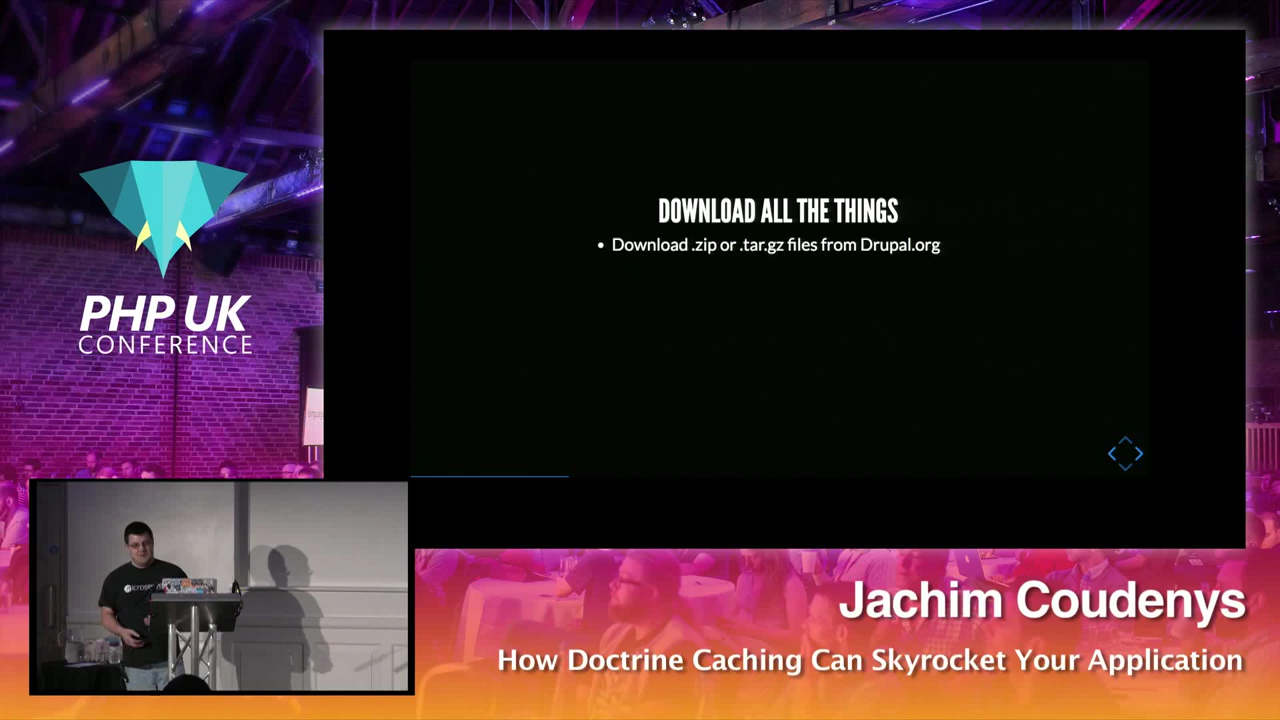 DOWNLOAD ALL THE THINGS
• Download .zip or .tar.gz files from Drupal.org
PHP UK
CONFERENCE
Jachim Coudenys
How Doctrine Caching Can Skyrocket Your Application